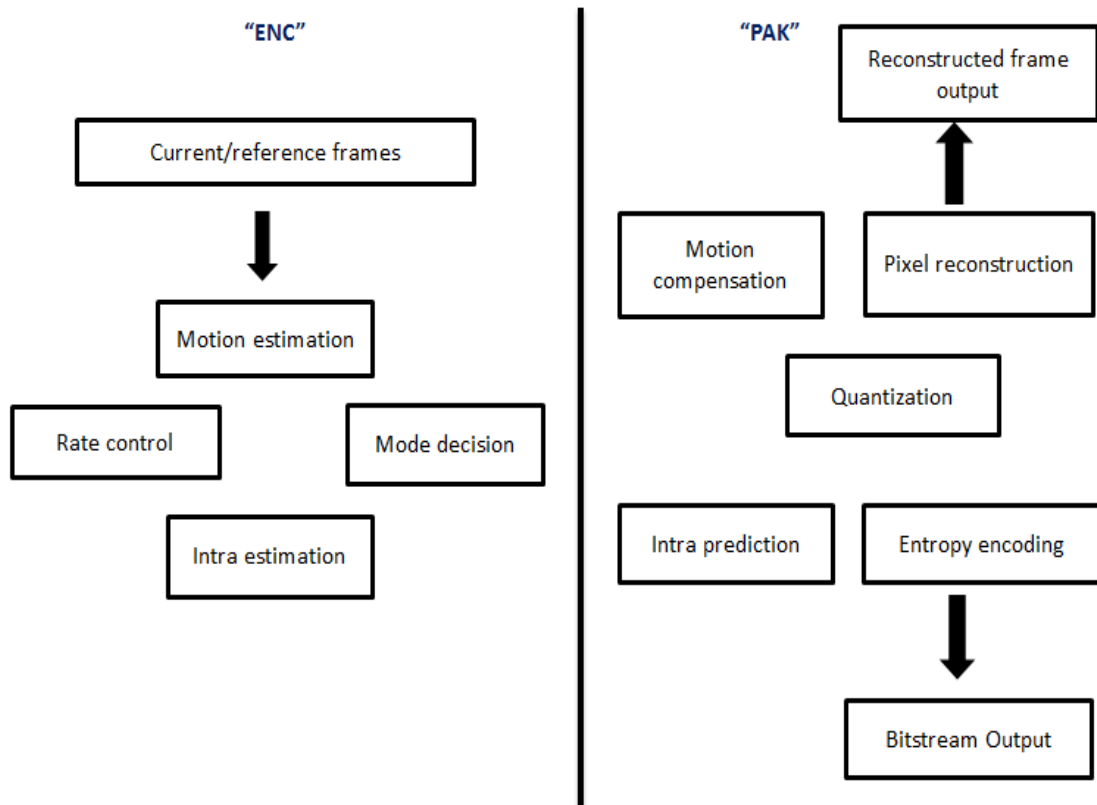 “ENC”
Current/reference frames
Motion estimation
Rate control
Mode decision
Intra estimation
“PAK”
Reconstructed frame
output
Motion
compensation
Pixel reconstruction
Quantization
Intra prediction
Entropy encoding
Bitstream Output